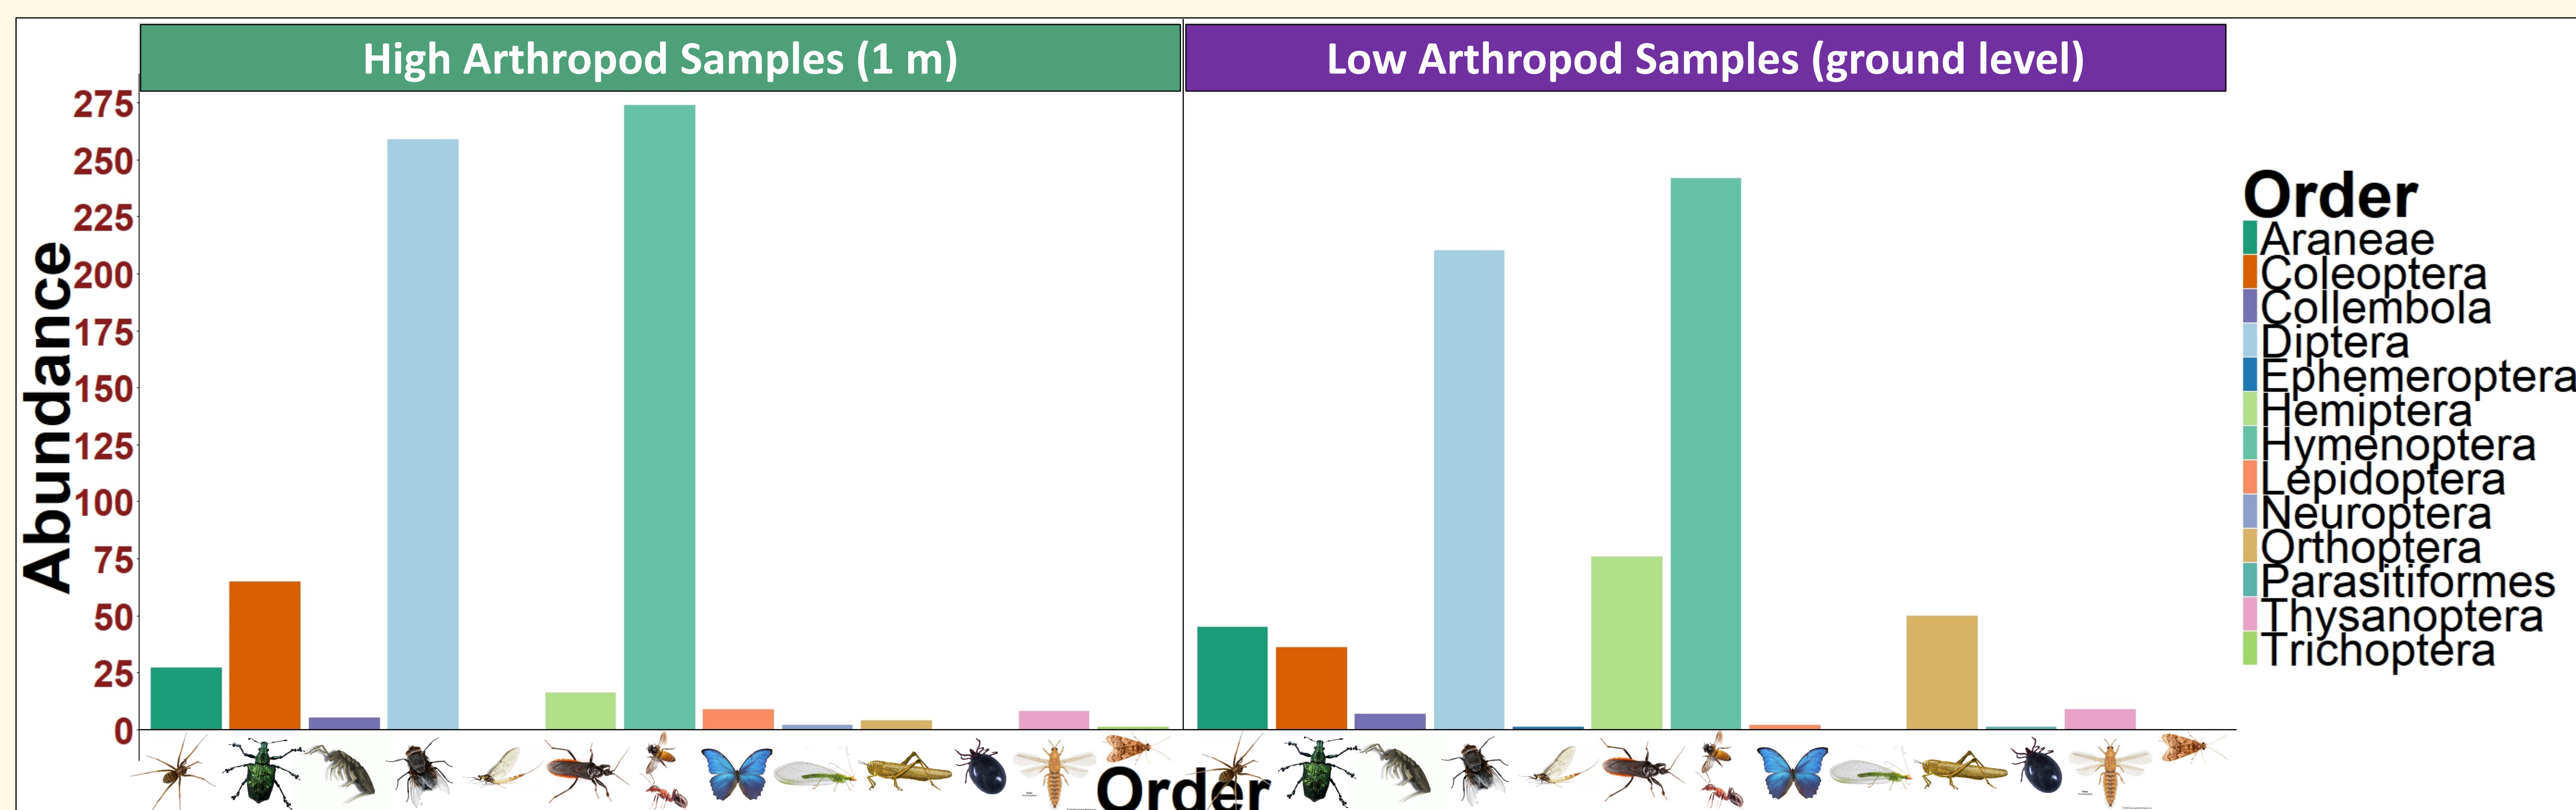 High Arthropod Samples (1 m)
Low Arthropod Samples (ground level)
Abundance
275
250
225
200
175
150
125
100
75
50
25
0
Order
Order
Araneae
Coleoptera
Collembola
Diptera
Ephemeroptera
Hemiptera
Hymenoptera
Lepidoptera
Neuroptera
Orthoptera
Parasitiformes
Thysanoptera
Trichoptera